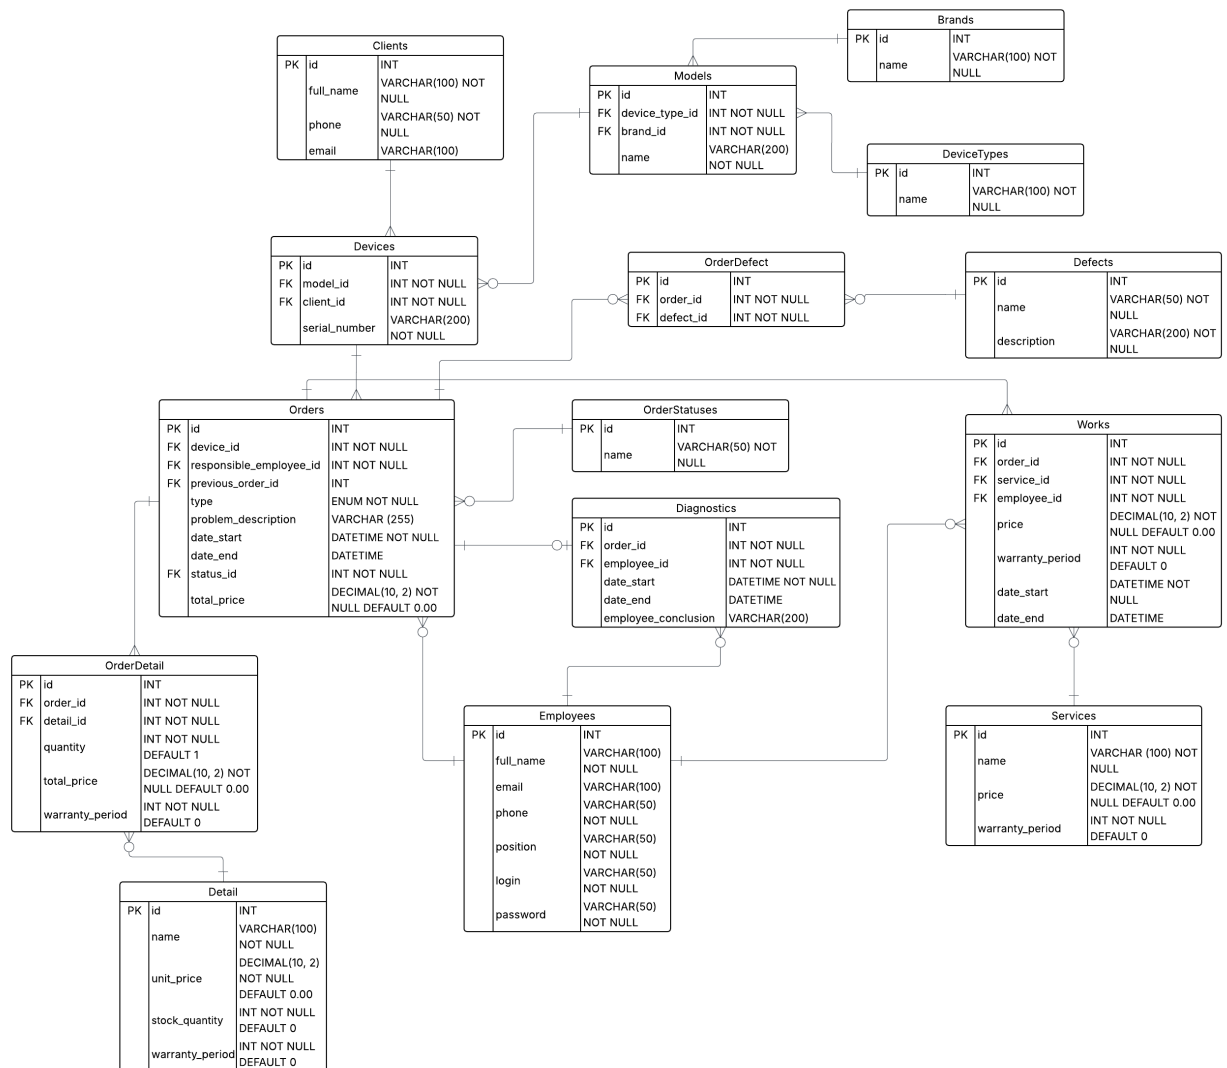 Brands
PK id INT
name VARCHAR(100) NOT
NULL
Clients
PK id INT
full_name VARCHAR(100) NOT
NULL
phone VARCHAR(50) NOT
NULL
email VARCHAR(100)
Models
PK id INT
FK device_type_id INT NOT NULL
FK brand_id INT NOT NULL
name VARCHAR(200)
NOT NULL
DeviceTypes
PK id INT
name VARCHAR(100) NOT
NULL
Devices
PK id INT
FK model_id INT NOT NULL
FK client_id INT NOT NULL
serial_number VARCHAR(200)
NOT NULL
OrderDefect
PK id INT
FK order_id INT NOT NULL
FK defect_id INT NOT NULL
Defects
PK id INT
name VARCHAR(50) NOT
NULL
description VARCHAR(200) NOT
NULL
Orders
PK id INT
FK device_id INT NOT NULL
FK responsible_employee_id INT NOT NULL
FK previous_order_id INT
type ENUM NOT NULL
problem_description VARCHAR (255)
date_start DATETIME NOT NULL
date_end DATETIME
FK status_id INT NOT NULL
total_price DECIMAL(10, 2) NOT
NULL DEFAULT 0.00
OrderStatuses
PK id INT
name VARCHAR(50) NOT
NULL
Diagnostics
PK id INT
FK order_id INT NOT NULL
FK employee_id INT NOT NULL
date_start DATETIME NOT NULL
date_end DATETIME
employee_conclusion VARCHAR(200)
Works
PK id INT
FK order_id INT NOT NULL
FK service_id INT NOT NULL
FK employee_id INT NOT NULL
price DECIMAL(10, 2) NOT
NULL DEFAULT 0.00
warranty_period INT NOT NULL
DEFAULT 0
date_start DATETIME NOT
NULL
date_end DATETIME
OrderDetail
PK id INT
FK order_id INT NOT NULL
FK detail_id INT NOT NULL
quantity INT NOT NULL
DEFAULT 1
total_price DECIMAL(10, 2) NOT
NULL DEFAULT 0.00
warranty_period INT NOT NULL
DEFAULT 0
Employees
PK id INT
full_name VARCHAR(100)
NOT NULL
email VARCHAR(100)
phone VARCHAR(50)
NOT NULL
position VARCHAR(50)
NOT NULL
login VARCHAR(50)
NOT NULL
password VARCHAR(50)
NOT NULL
Services
PK id INT
name VARCHAR (100) NOT
NULL
price DECIMAL(10, 2) NOT
NULL DEFAULT 0.00
warranty_period INT NOT NULL
DEFAULT 0
Detail
PK id INT
name VARCHAR(100)
NOT NULL
unit_price DECIMAL(10, 2)
NOT NULL
DEFAULT 0.00
stock_quantity INT NOT NULL
DEFAULT 0
warranty_period INT NOT NULL
DEFAULT 0